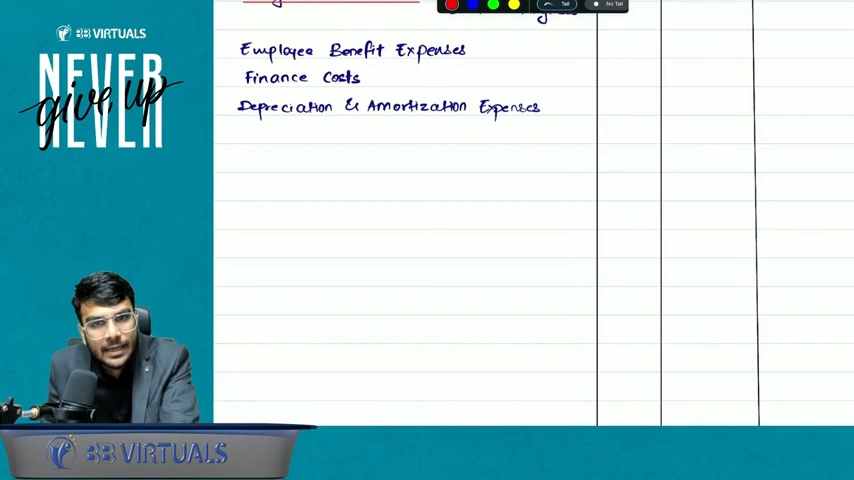 BB VIRTUALS
NEVER
give up
NEVER
Tail
No Tail
Employee Benefit Expenses
Finance Costs
Depreciation & Amortization Expenses
BB VIRTUALS